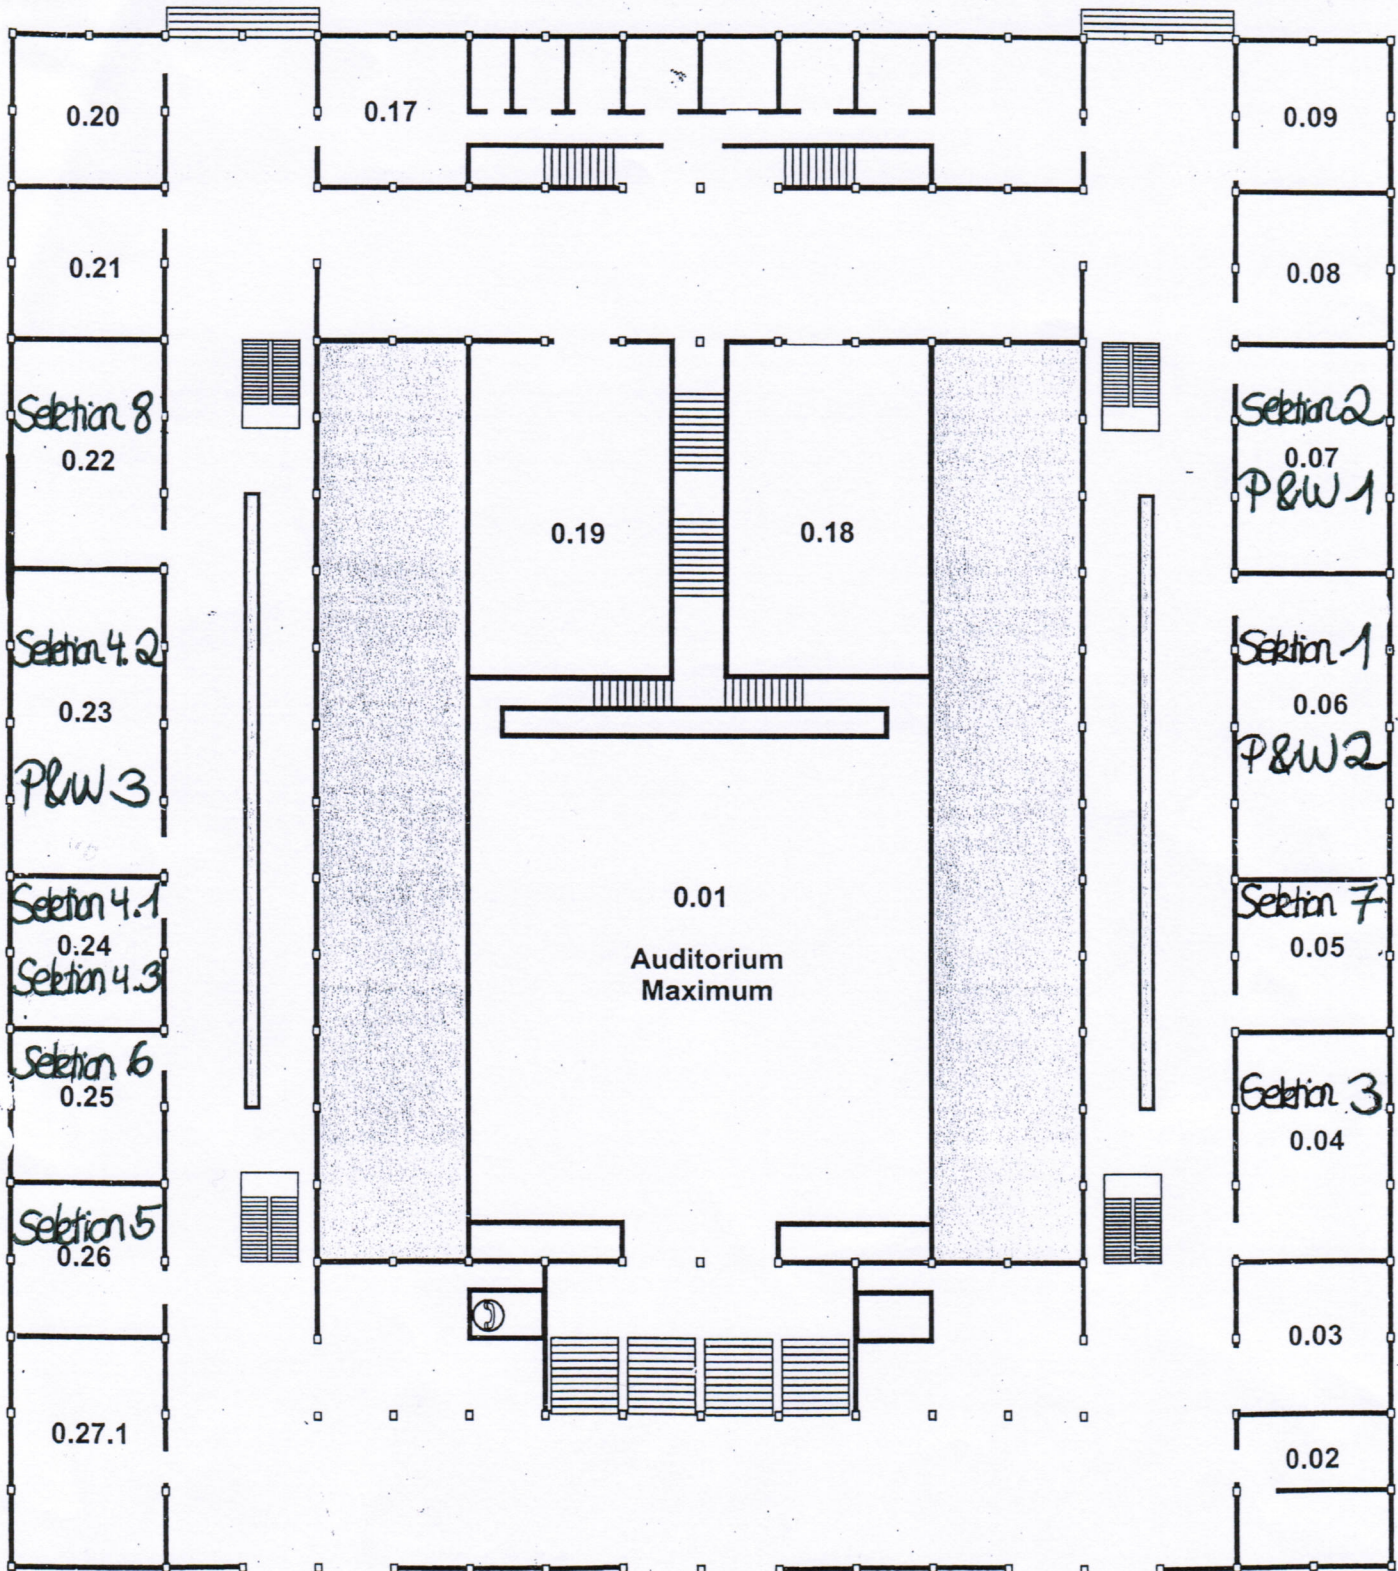 0.20
0.17
0.09
0.21
0.08
Sektion 8
0.22
Sektion 2
0.07
P&W 1
0.19
0.18
Sektion 4.2
0.23
P&W 3
Sektion 1
0.06
P&W 2
Sektion 4.1
0.24
Sektion 4.3
0.01
Auditorium
Maximum
Sektion 7
0.05
Sektion 6
0.25
Sektion 3
0.04
Sektion 5
0.26
0.03
0.27.1
0.02